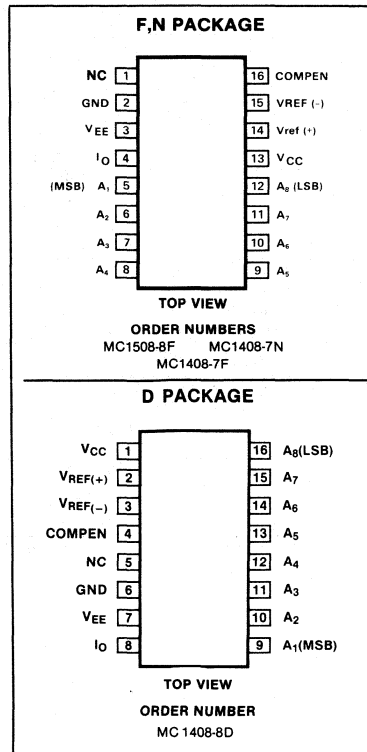 F,N PACKAGE
NC 1 16 COMPEN
GND 2 15 VREF (-)
VEE 3 14 Vref (+)
IO 4 13 VCC
(MSB) A1 5 12 A8 (LSB)
A2 6 11 A7
A3 7 10 A6
A4 8 9 A5
TOP VIEW
ORDER NUMBERS
MC1508-8F MC1408-7N
MC1408-7F
D PACKAGE
VCC 1 16 A8(LSB)
VREF(+) 2 15 A7
VREF(-) 3 14 A6
COMPEN 4 13 A5
NC 5 12 A4
GND 6 11 A3
VEE 7 10 A2
IO 8 9 A1(MSB)
TOP VIEW
ORDER NUMBER
MC 1408-8D